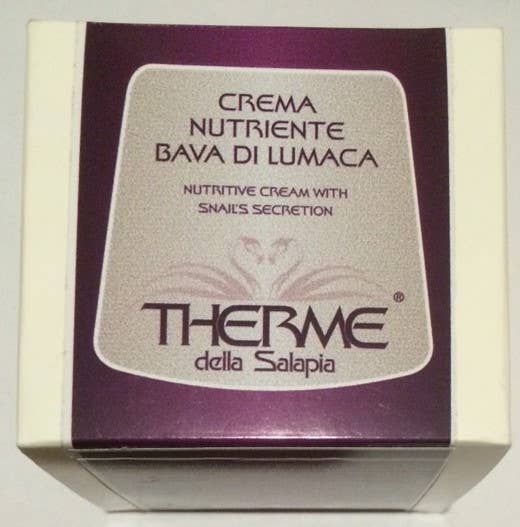 CREMA
NUTRIENTE
BAVA DI LUMACA
NUTRITIVE CREAM WITH
SNAIL'S SECRETION
THERME ®
della Salapia